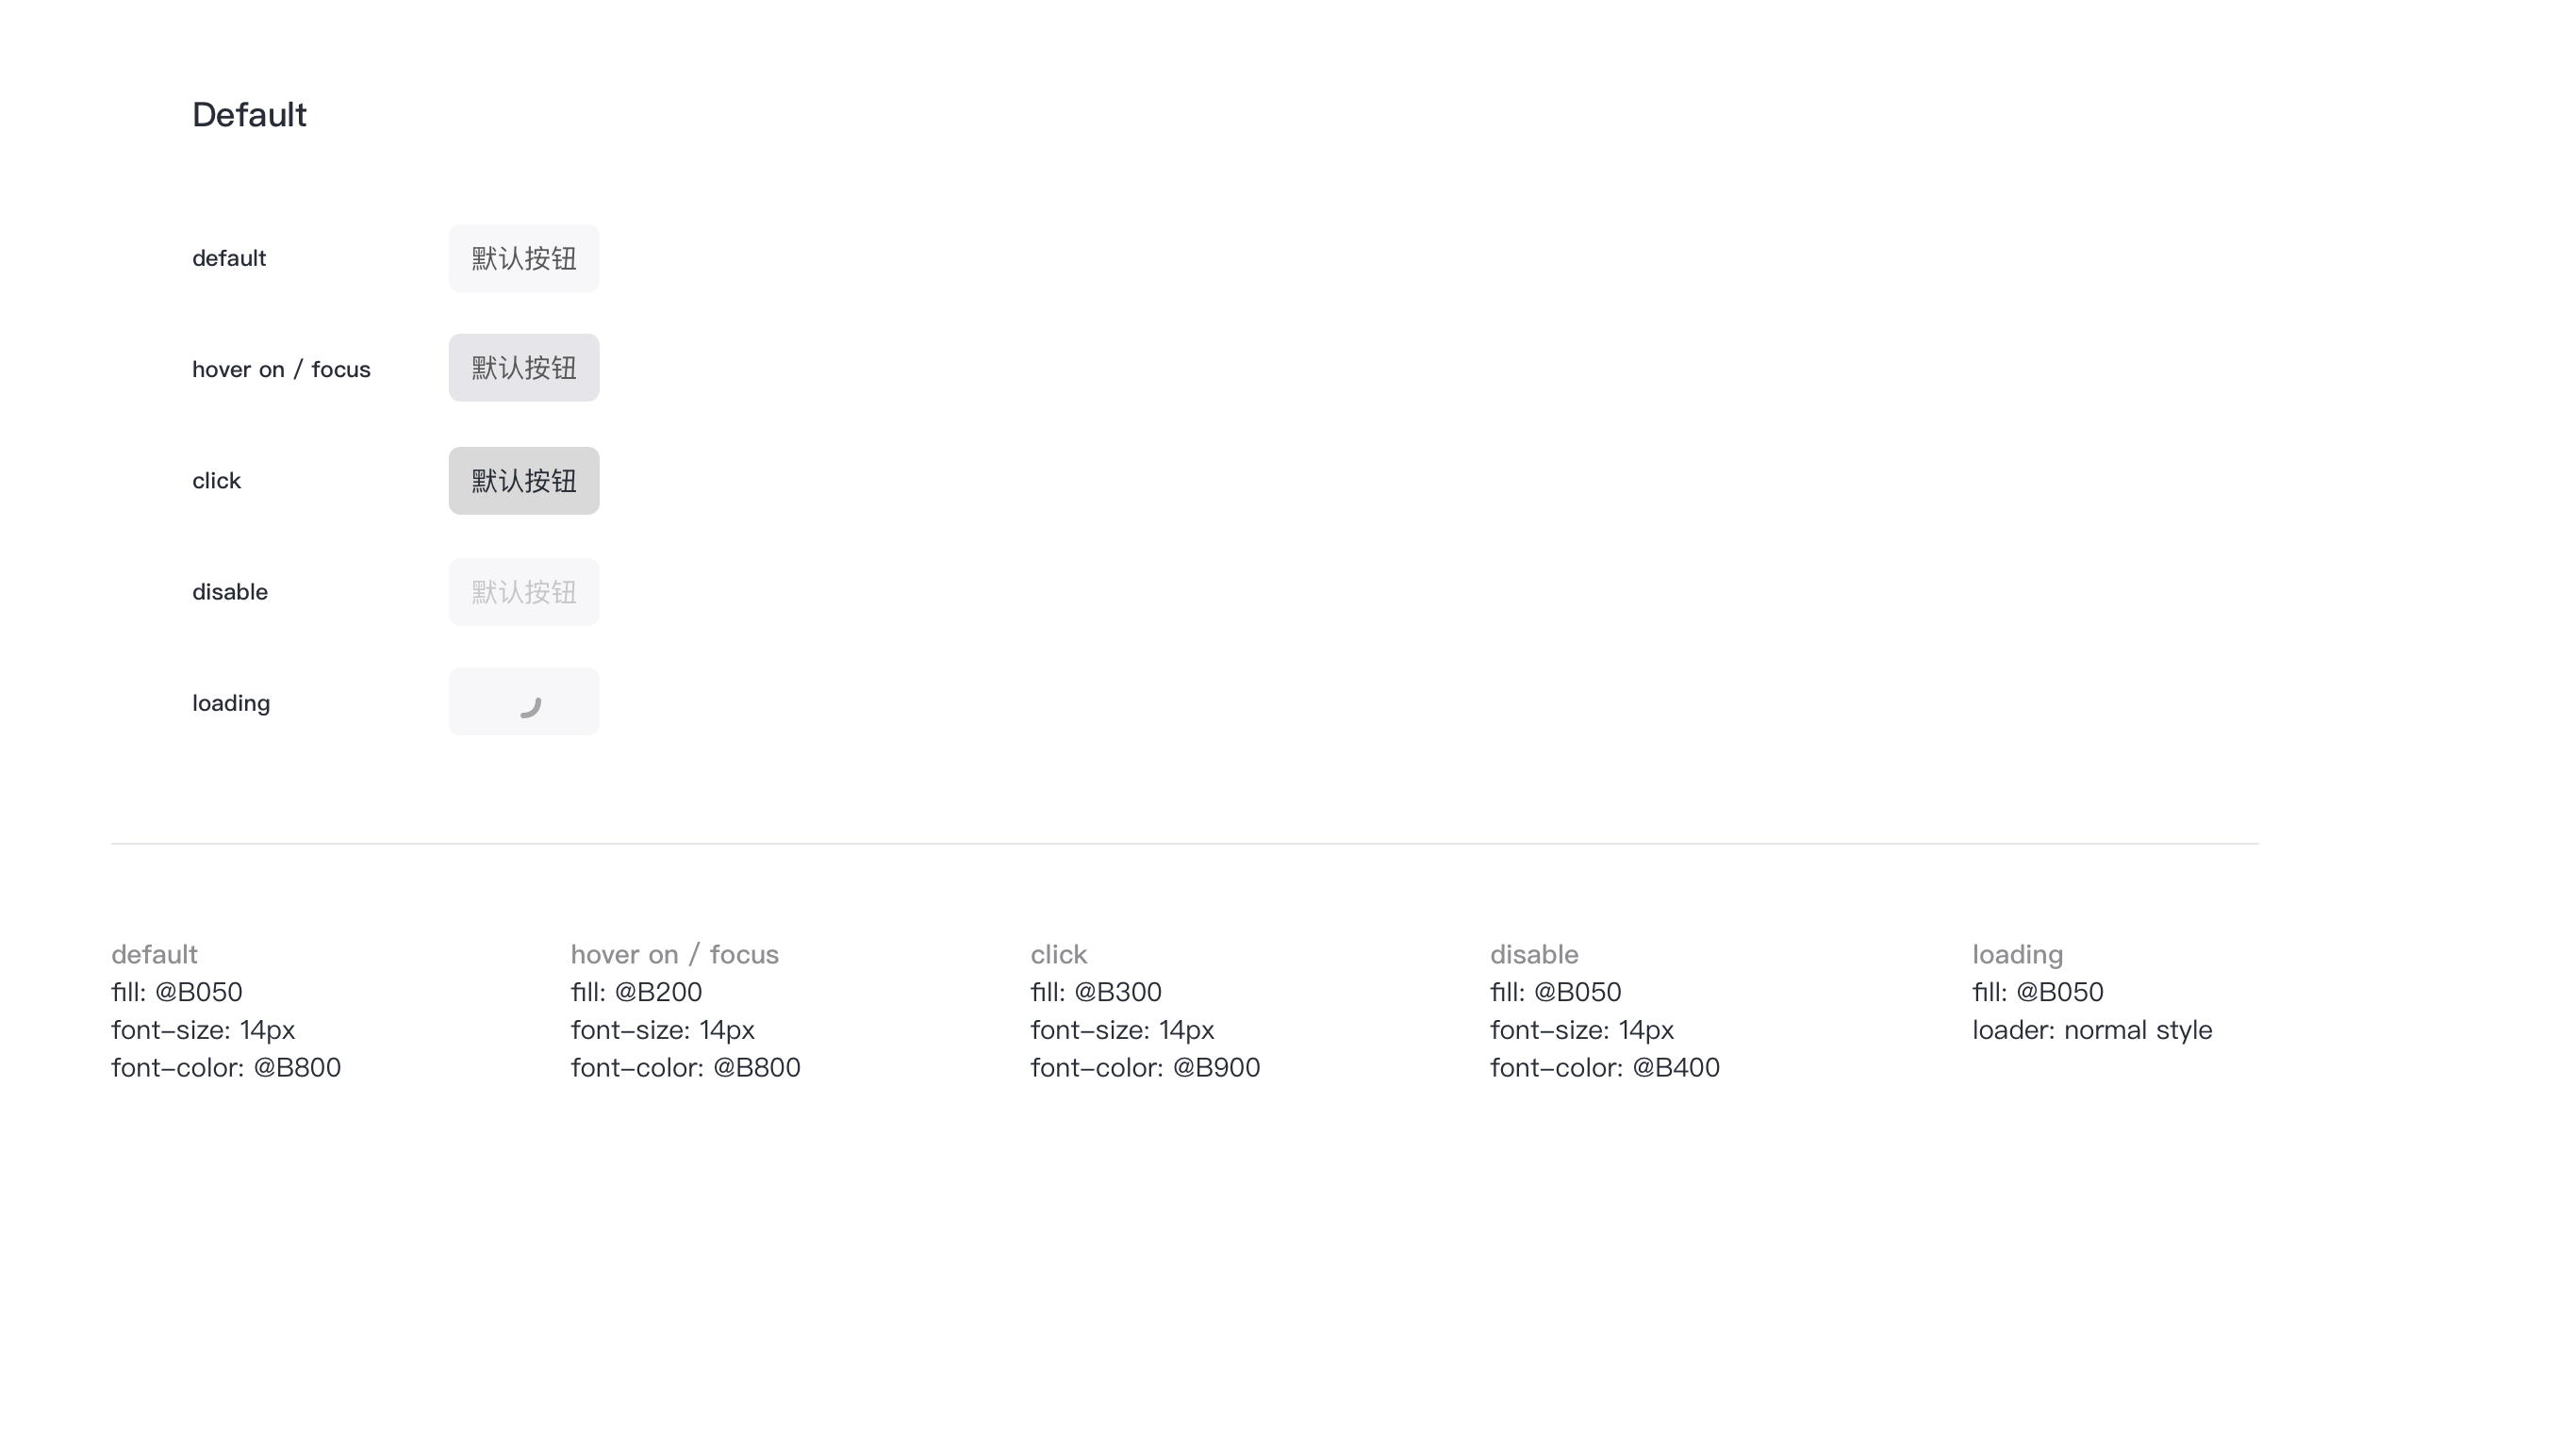 Default
default
默认按钮
hover on / focus
默认按钮
click
默认按钮
disable
默认按钮
loading
default
fill: @B050
font-size: 14px
font-color: @B800
hover on / focus
fill: @B200
font-size: 14px
font-color: @B800
click
fill: @B300
font-size: 14px
font-color: @B900
disable
fill: @B050
font-size: 14px
font-color: @B400
loading
fill: @B050
loader: normal style